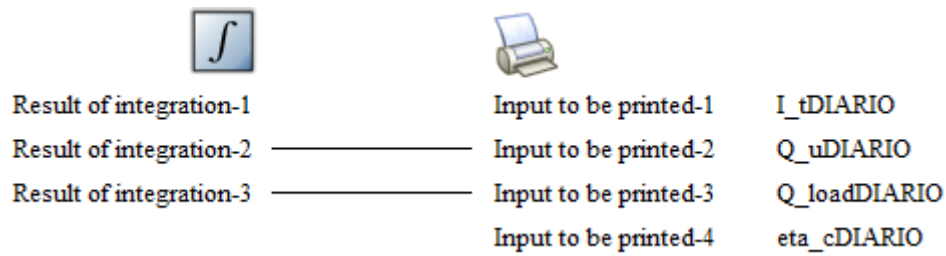 ∫
Result of integration-1 Input to be printed-1 I_tDIARIO
Result of integration-2 Input to be printed-2 Q_uDIARIO
Result of integration-3 Input to be printed-3 Q_loadDIARIO
Input to be printed-4 eta_cDIARIO